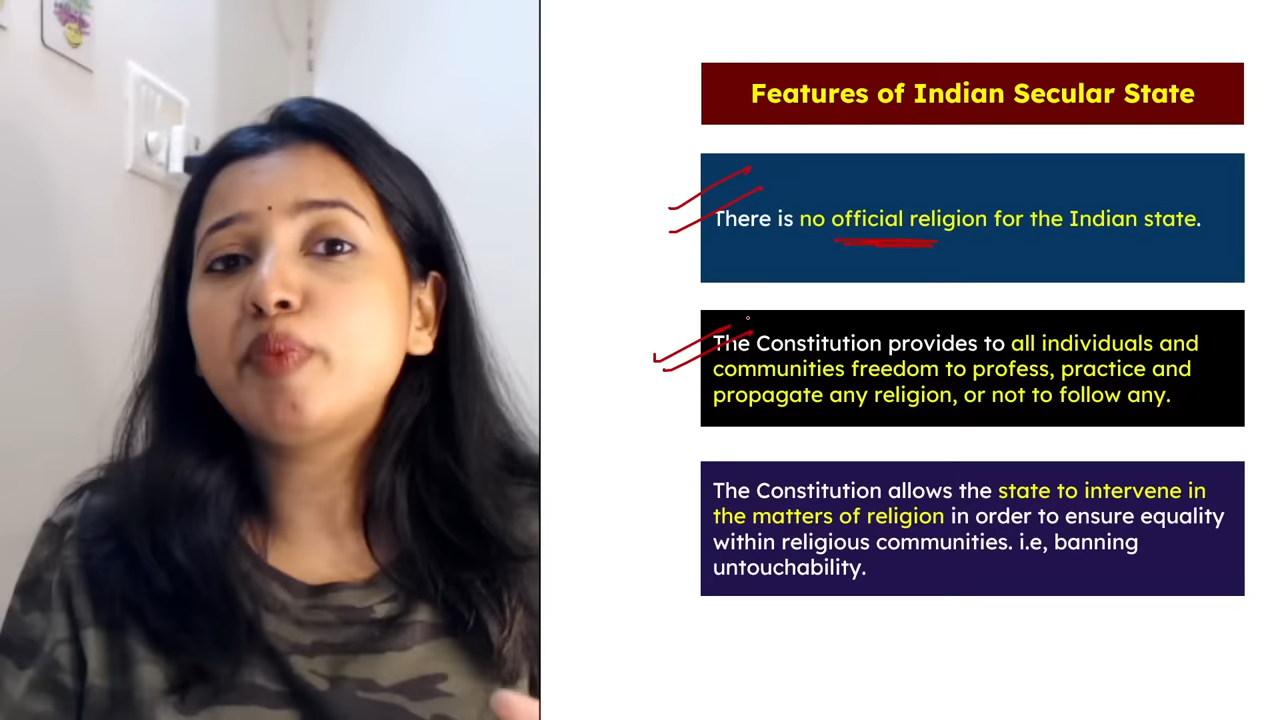 Features of Indian Secular State
There is no official religion for the Indian state.
The Constitution provides to all individuals and
communities freedom to profess, practice and
propagate any religion, or not to follow any.
The Constitution allows the state to intervene in
the matters of religion in order to ensure equality
within religious communities. i.e, banning
untouchability.